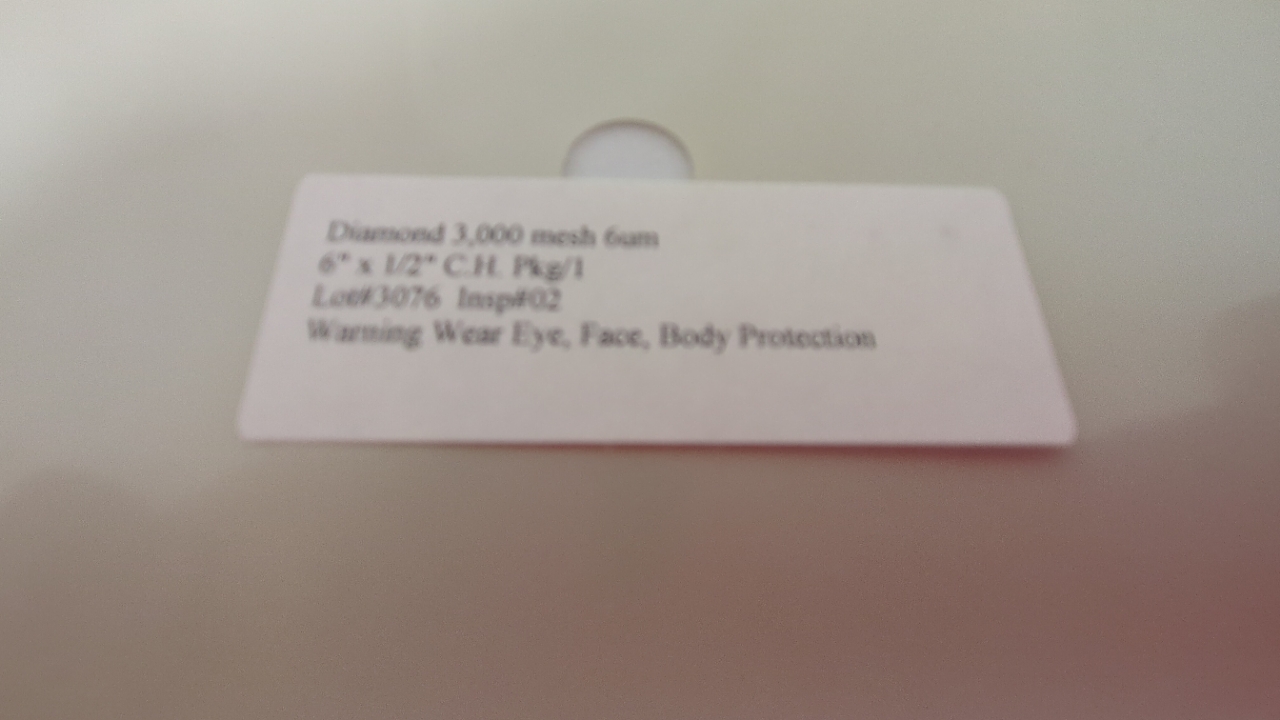 Diamond 3,000 mesh 6um
6" x 1/2" C.H. Pkg/1
Lot#3076 Insp#02
Warning Wear Eye, Face, Body Protection